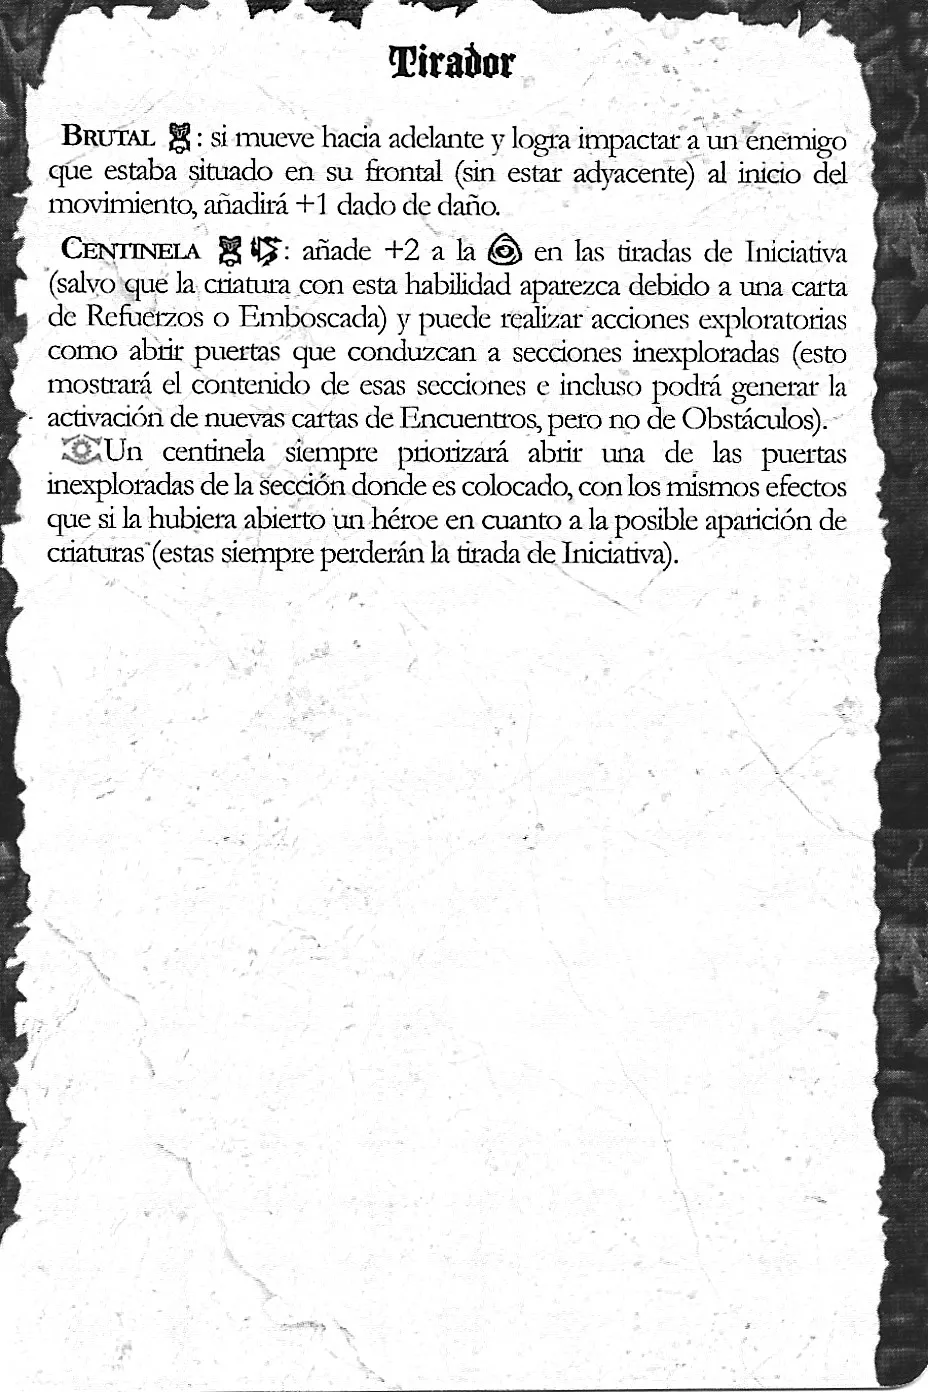 Tirador
BRUTAL : si mueve hacia adelante y logra impactar a un enemigo
que estaba situado en su frontal (sin estar adyacente) al inicio del
movimiento, añadirá +1 dado de daño.
CENTINELA : añade +2 a la en las tiradas de Iniciativa
(salvo que la criatura con esta habilidad aparezca debido a una carta
de Refuerzos o Emboscada) y puede realizar acciones exploratorias
como abrir puertas que conduzcan a secciones inexploradas (esto
mostrará el contenido de esas secciones e incluso podrá generar la
activación de nuevas cartas de Encuentros, pero no de Obstáculos).
Un centinela siempre priorizará abrir una de las puertas
inexploradas de la sección donde es colocado, con los mismos efectos
que si la hubiera abierto un héroe en cuanto a la posible aparición de
criaturas (estas siempre perderán la tirada de Iniciativa).